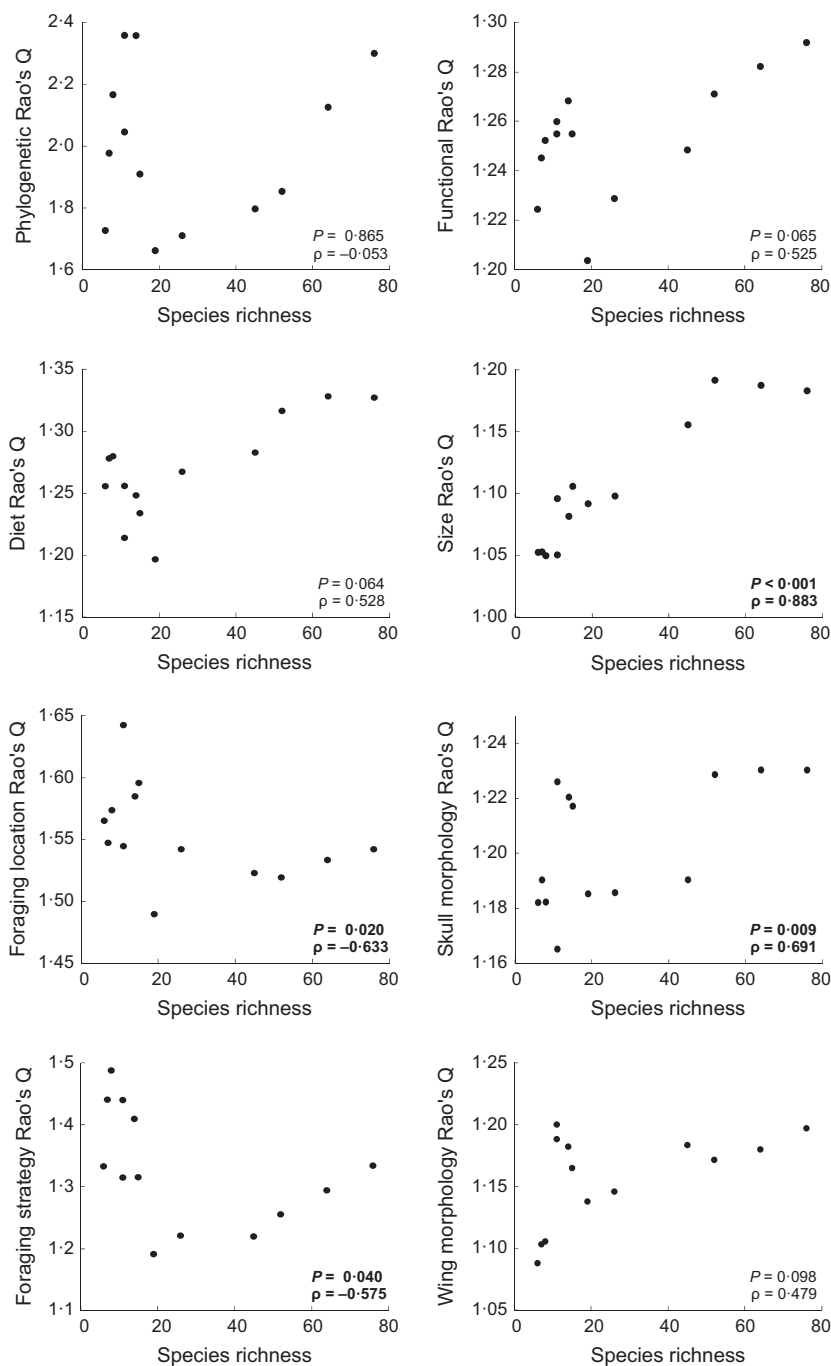 2·4
2·2
2·0
1·8
1·6
Phylogenetic Rao's Q
0 20 40 60 80
Species richness
P = 0·865
ρ = –0·053
1·30
1·28
1·26
1·24
1·22
1·20
Functional Rao's Q
0 20 40 60 80
Species richness
P = 0·065
ρ = 0·525
1·35
1·30
1·25
1·20
1·15
Diet Rao's Q
0 20 40 60 80
Species richness
P = 0·064
ρ = 0·528
1·20
1·15
1·10
1·05
1·00
Size Rao's Q
0 20 40 60 80
Species richness
P < 0·001
ρ = 0·883
1·65
1·60
1·55
1·50
1·45
Foraging location Rao's Q
0 20 40 60 80
Species richness
P = 0·020
ρ = –0·633
1·24
1·22
1·20
1·18
1·16
Skull morphology Rao's Q
0 20 40 60 80
Species richness
P = 0·009
ρ = 0·691
1·5
1·4
1·3
1·2
1·1
Foraging strategy Rao's Q
0 20 40 60 80
Species richness
P = 0·040
ρ = –0·575
1·25
1·20
1·15
1·10
1·05
Wing morphology Rao's Q
0 20 40 60 80
Species richness
P = 0·098
ρ = 0·479